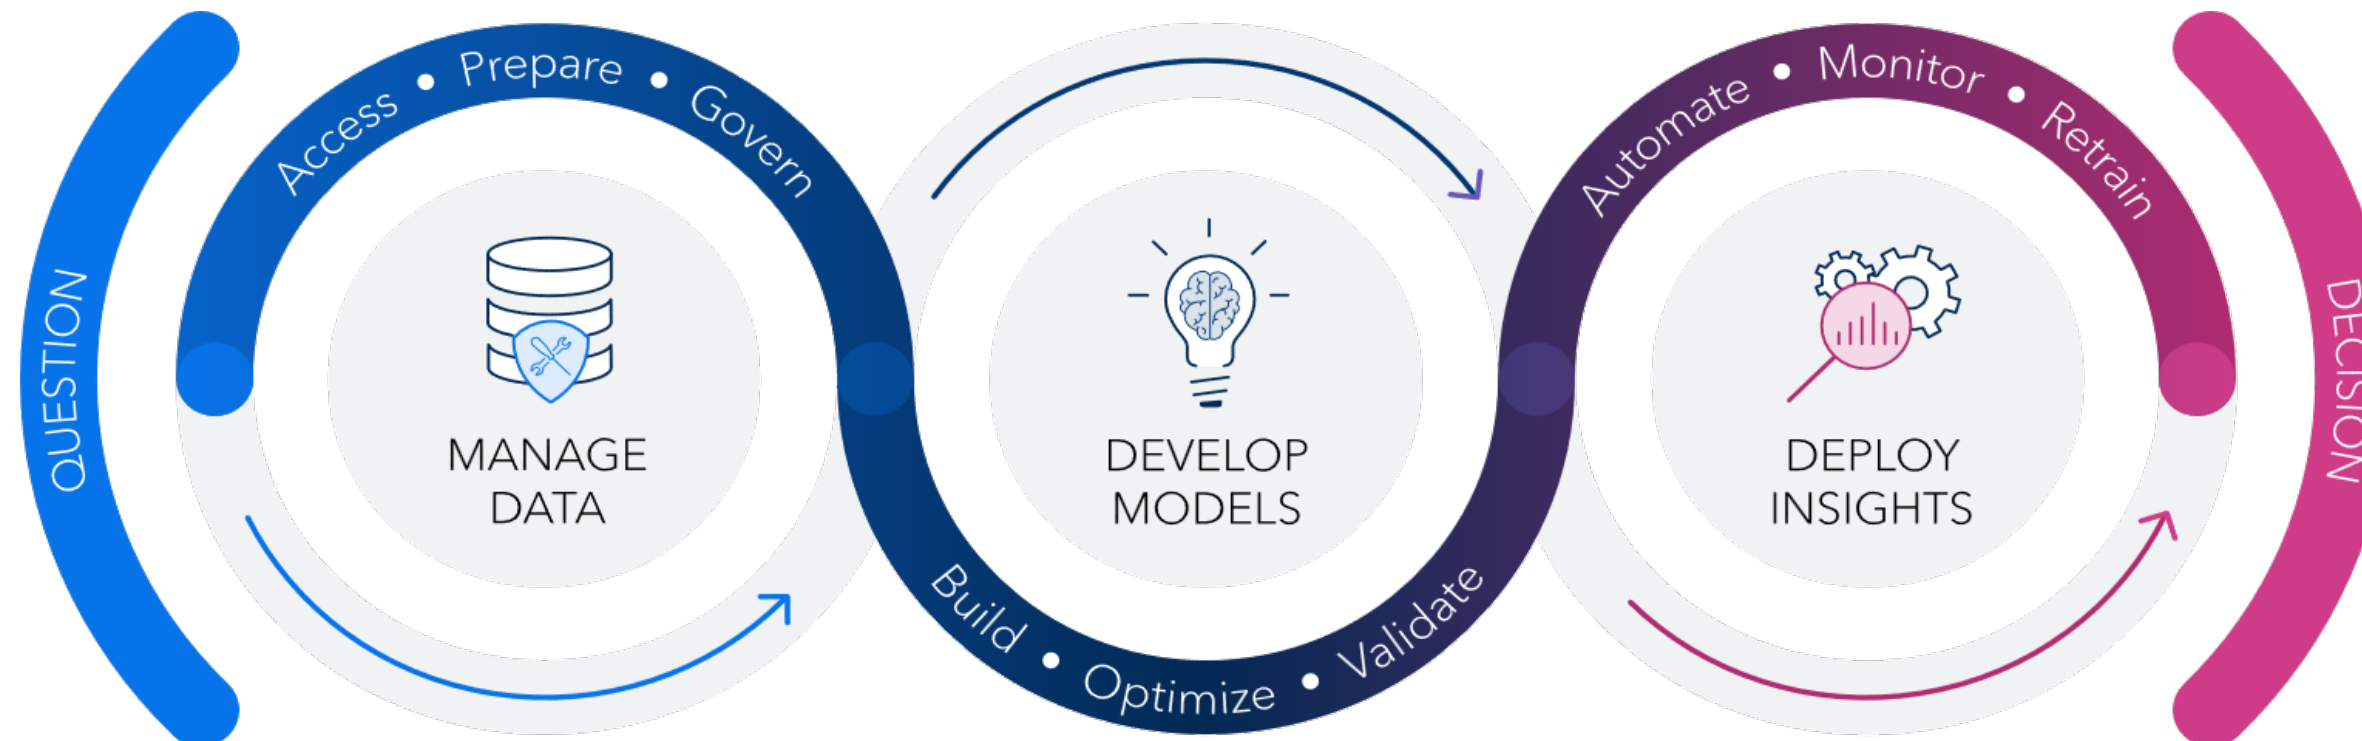 QUESTION
Access • Prepare • Govern
MANAGE
DATA
DEVELOP
MODELS
Build • Optimize • Validate
Automate • Monitor • Retrain
DEPLOY
INSIGHTS
DECISION